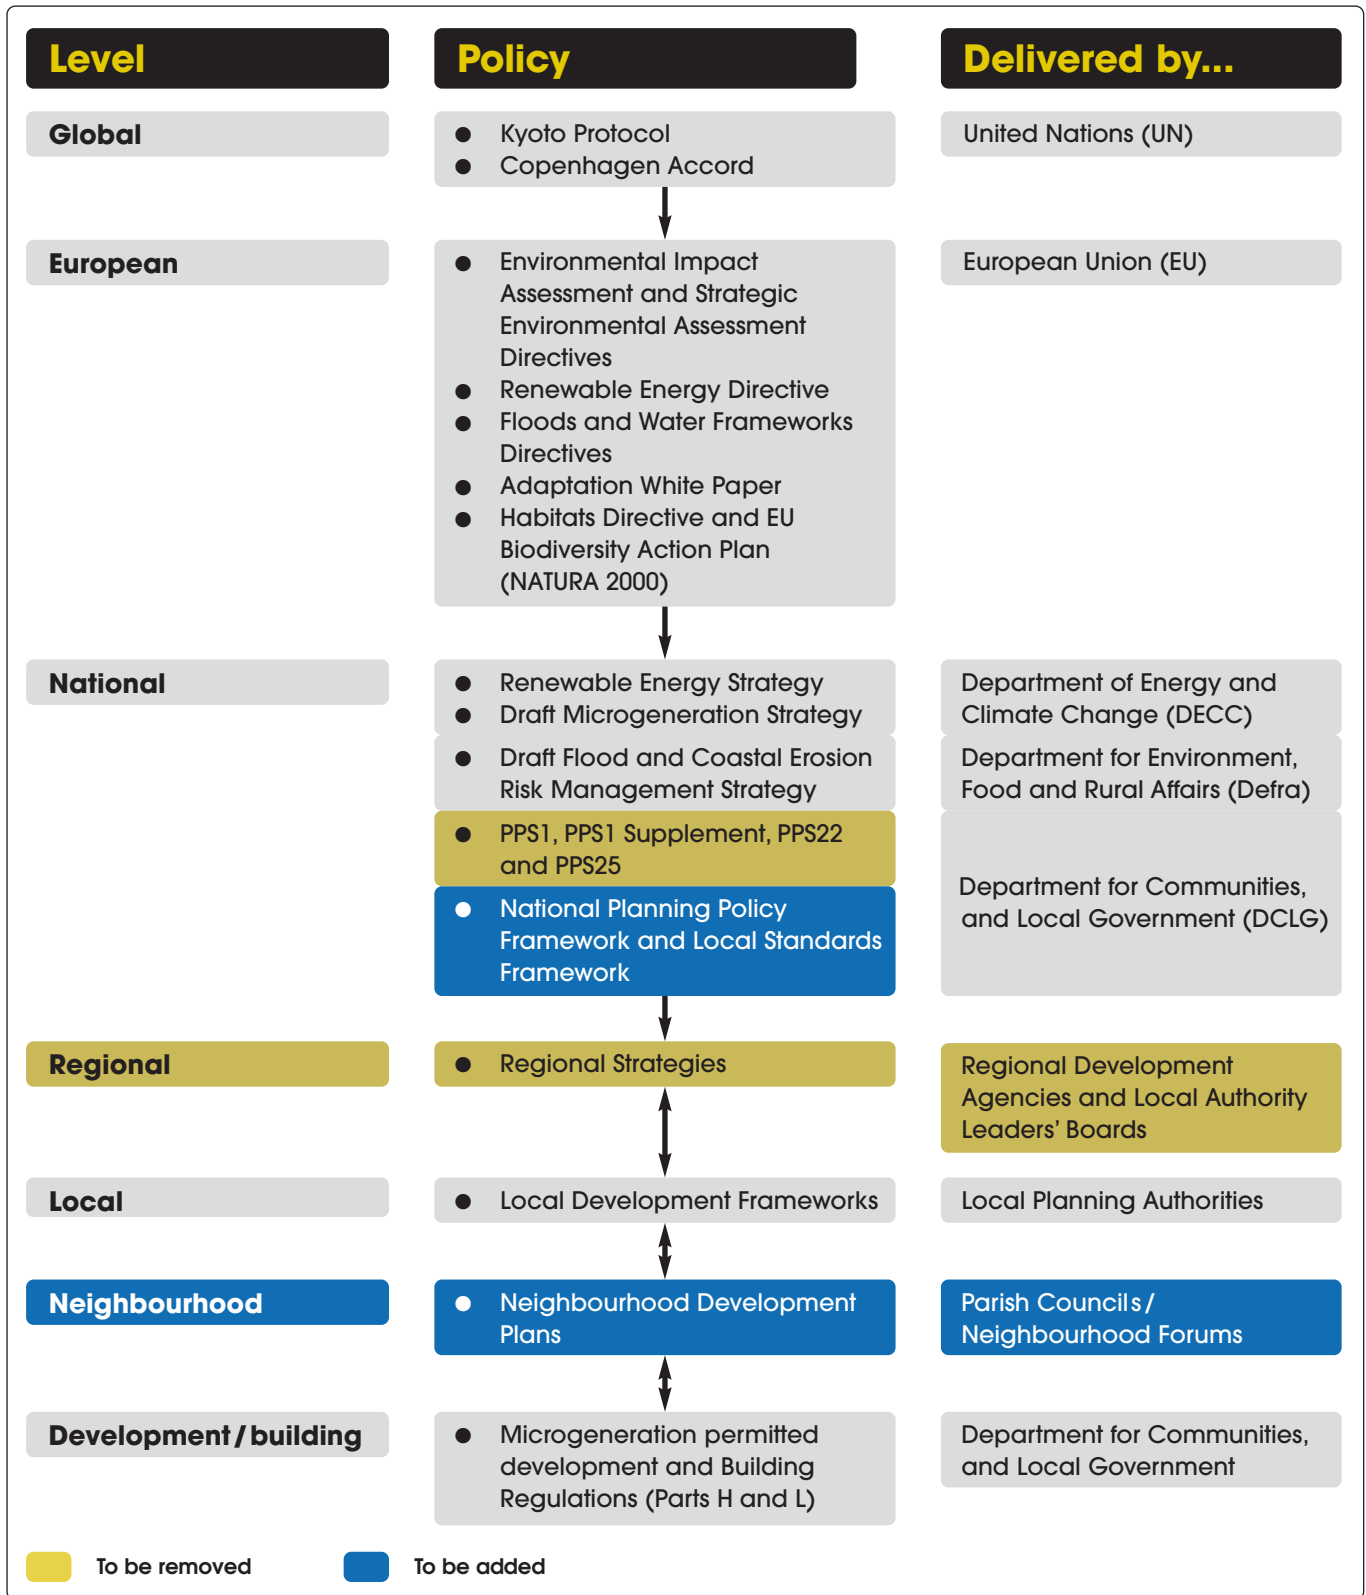 Level
Policy
Delivered by...
Global
● Kyoto Protocol
● Copenhagen Accord
United Nations (UN)
European
● Environmental Impact
Assessment and Strategic
Environmental Assessment
Directives
● Renewable Energy Directive
● Floods and Water Frameworks
Directives
● Adaptation White Paper
● Habitats Directive and EU
Biodiversity Action Plan
(NATURA 2000)
European Union (EU)
National
● Renewable Energy Strategy
● Draft Microgeneration Strategy
Department of Energy and
Climate Change (DECC)
● Draft Flood and Coastal Erosion
Risk Management Strategy
Department for Environment,
Food and Rural Affairs (Defra)
● PPS1, PPS1 Supplement, PPS22
and PPS25
● National Planning Policy
Framework and Local Standards
Framework
Department for Communities,
and Local Government (DCLG)
Regional
● Regional Strategies
Regional Development
Agencies and Local Authority
Leaders’ Boards
Local
● Local Development Frameworks
Local Planning Authorities
Neighbourhood
● Neighbourhood Development
Plans
Parish Councils/
Neighbourhood Forums
Development/building
● Microgeneration permitted
development and Building
Regulations (Parts H and L)
Department for Communities,
and Local Government
To be removed
To be added